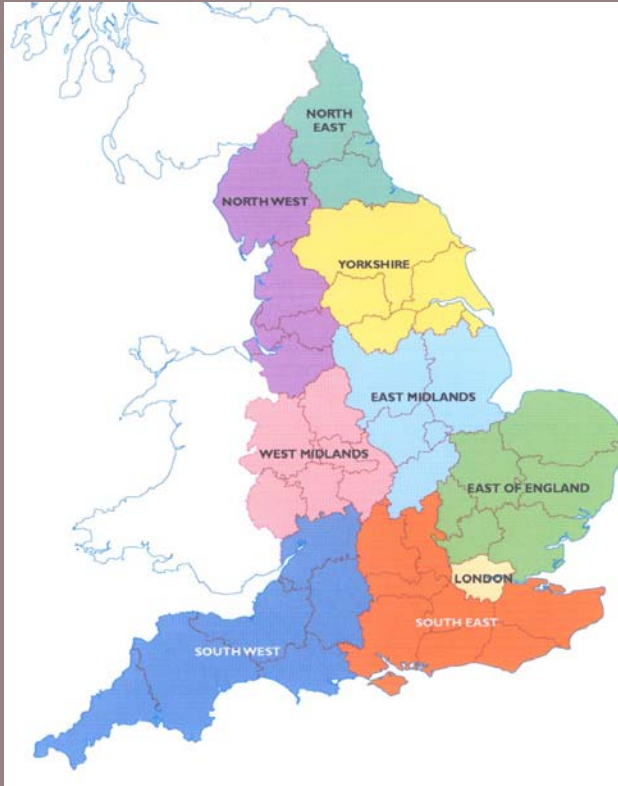 NORTH
EAST
NORTH WEST
YORKSHIRE
EAST MIDLANDS
WEST MIDLANDS
EAST OF ENGLAND
LONDON
SOUTH EAST
SOUTH WEST